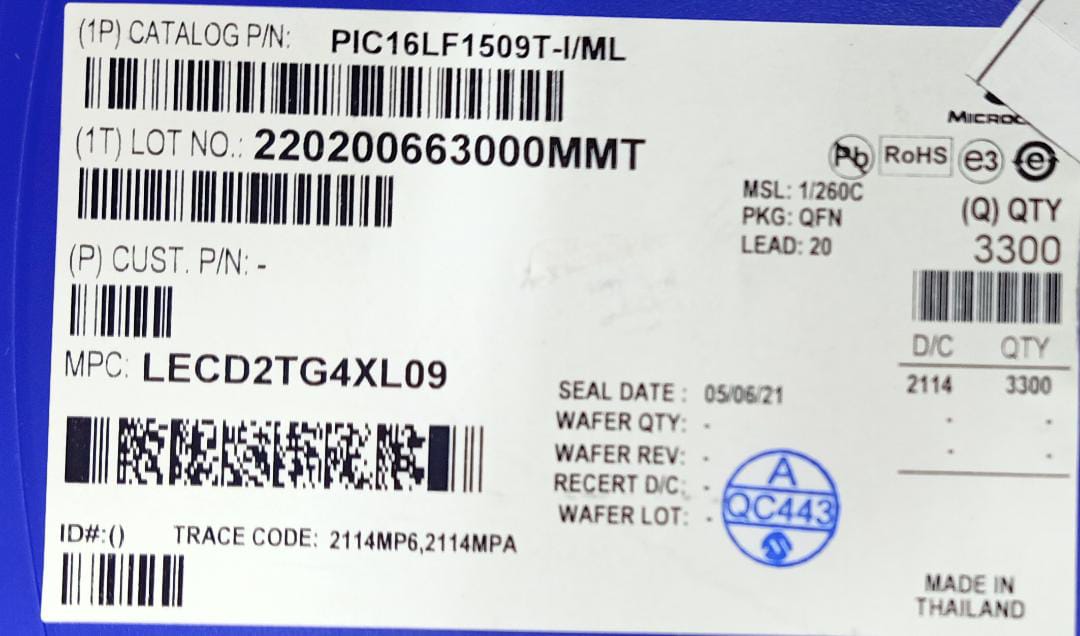 (1P) CATALOG P/N: PIC16LF1509T-I/ML
(1T) LOT NO.: 220200663000MMT
Pb RoHS e3 e
MSL: 1/260C
PKG: QFN
LEAD: 20
(Q) QTY
3300
(P) CUST. P/N: -
MPC: LECD2TG4XL09
D/C QTY
2114 3300
- -
- -
SEAL DATE : 05/06/21
WAFER QTY: -
WAFER REV: -
RECERT D/C: -
WAFER LOT: -
A
QC443
ID#:() TRACE CODE: 2114MP6,2114MPA
MADE IN
THAILAND